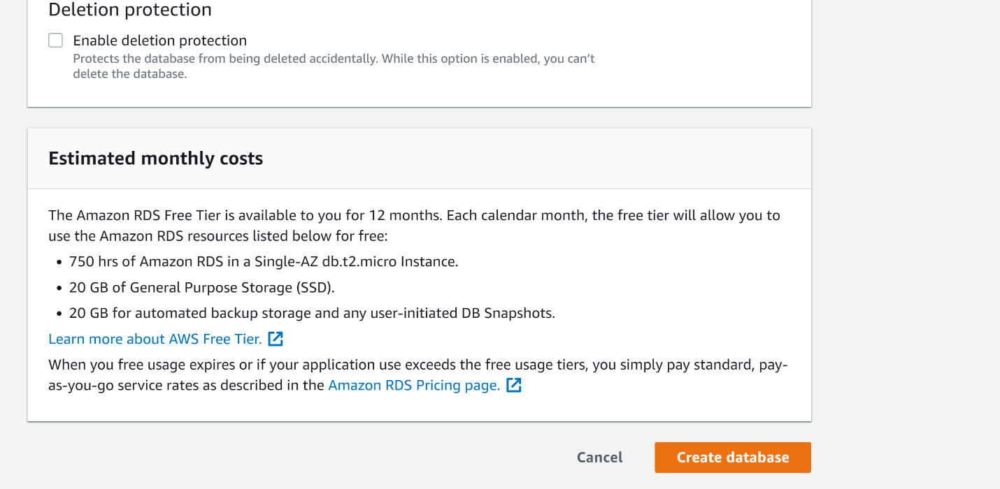 Deletion protection
Enable deletion protection
Protects the database from being deleted accidentally. While this option is enabled, you can’t
delete the database.
Estimated monthly costs
The Amazon RDS Free Tier is available to you for 12 months. Each calendar month, the free tier will allow you to
use the Amazon RDS resources listed below for free:
• 750 hrs of Amazon RDS in a Single-AZ db.t2.micro Instance.
• 20 GB of General Purpose Storage (SSD).
• 20 GB for automated backup storage and any user-initiated DB Snapshots.
Learn more about AWS Free Tier.
When you free usage expires or if your application use exceeds the free usage tiers, you simply pay standard, pay-
as-you-go service rates as described in the Amazon RDS Pricing page.
Cancel Create database